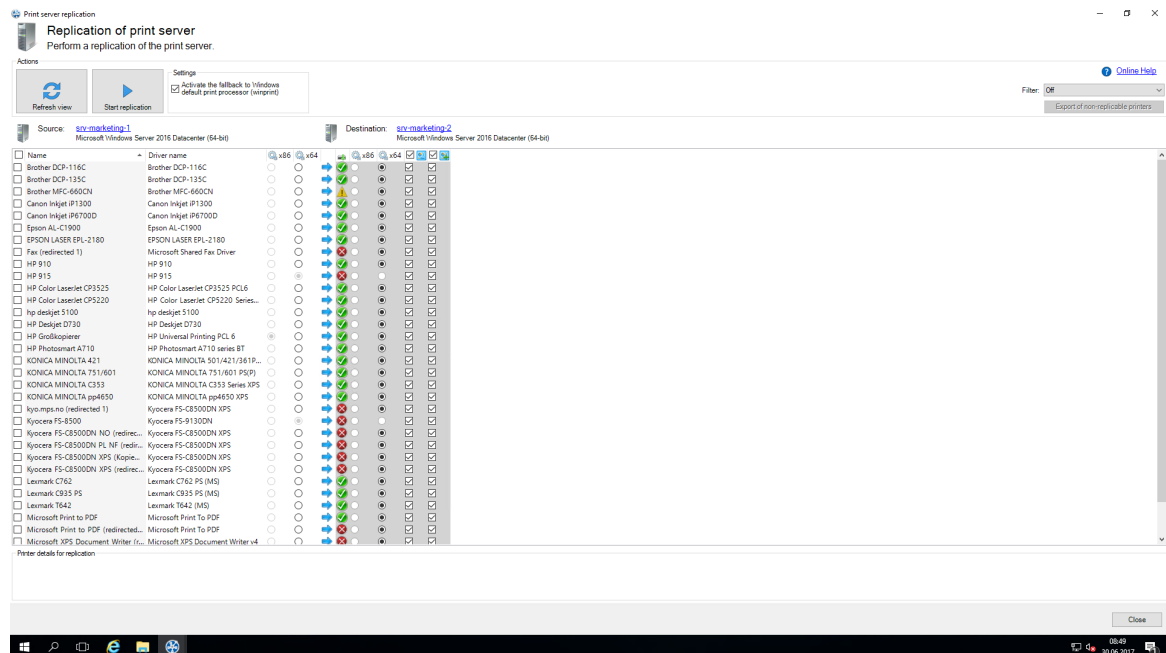 Print server replication
Replication of print server
Perform a replication of the print server.
Actions
Refresh view
Start replication
Settings
Activate the fallback to Windows
default print processor (winprint)
Online Help
Filter: Off
Export of non-replicable printers
Source: srv-marketing-1
Microsoft Windows Server 2016 Datacenter (64-bit)
Destination: srv-marketing-2
Microsoft Windows Server 2016 Datacenter (64-bit)
Name Driver name x86 x64 x86 x64
Brother DCP-116C Brother DCP-116C
Brother DCP-135C Brother DCP-135C
Brother MFC-660CN Brother MFC-660CN
Canon Inkjet iP1300 Canon Inkjet iP1300
Canon Inkjet iP6700D Canon Inkjet iP6700D
Epson AL-C1900 Epson AL-C1900
EPSON LASER EPL-2180 EPSON LASER EPL-2180
Fax (redirected 1) Microsoft Shared Fax Driver
HP 910 HP 910
HP 915 HP 915
HP Color LaserJet CP3525 HP Color LaserJet CP3525 PCL6
HP Color LaserJet CP5220 HP Color LaserJet CP5220 Series...
hp deskjet 5100 hp deskjet 5100
HP Deskjet D730 HP Deskjet D730
HP Großkopierer HP Universal Printing PCL 6
HP Photosmart A710 HP Photosmart A710 series BT
KONICA MINOLTA 421 KONICA MINOLTA 501/421/361P...
KONICA MINOLTA 751/601 KONICA MINOLTA 751/601 PS(P)
KONICA MINOLTA C353 KONICA MINOLTA C353 Series XPS
KONICA MINOLTA pp4650 KONICA MINOLTA pp4650 XPS
kyo.mps.no (redirected 1) Kyocera FS-C8500DN XPS
Kyocera FS-8500 Kyocera FS-9130DN
Kyocera FS-C8500DN NO (redirec... Kyocera FS-C8500DN XPS
Kyocera FS-C8500DN PL NF (redir... Kyocera FS-C8500DN XPS
Kyocera FS-C8500DN XPS (Kopie... Kyocera FS-C8500DN XPS
Kyocera FS-C8500DN XPS (redirec... Kyocera FS-C8500DN XPS
Lexmark C762 Lexmark C762 PS (MS)
Lexmark C935 PS Lexmark C935 PS (MS)
Lexmark T642 Lexmark T642 (MS)
Microsoft Print to PDF Microsoft Print To PDF
Microsoft Print to PDF (redirected... Microsoft Print To PDF
Microsoft XPS Document Writer (r... Microsoft XPS Document Writer v4
Printer details for replication
Close
08:49
20.06.2017